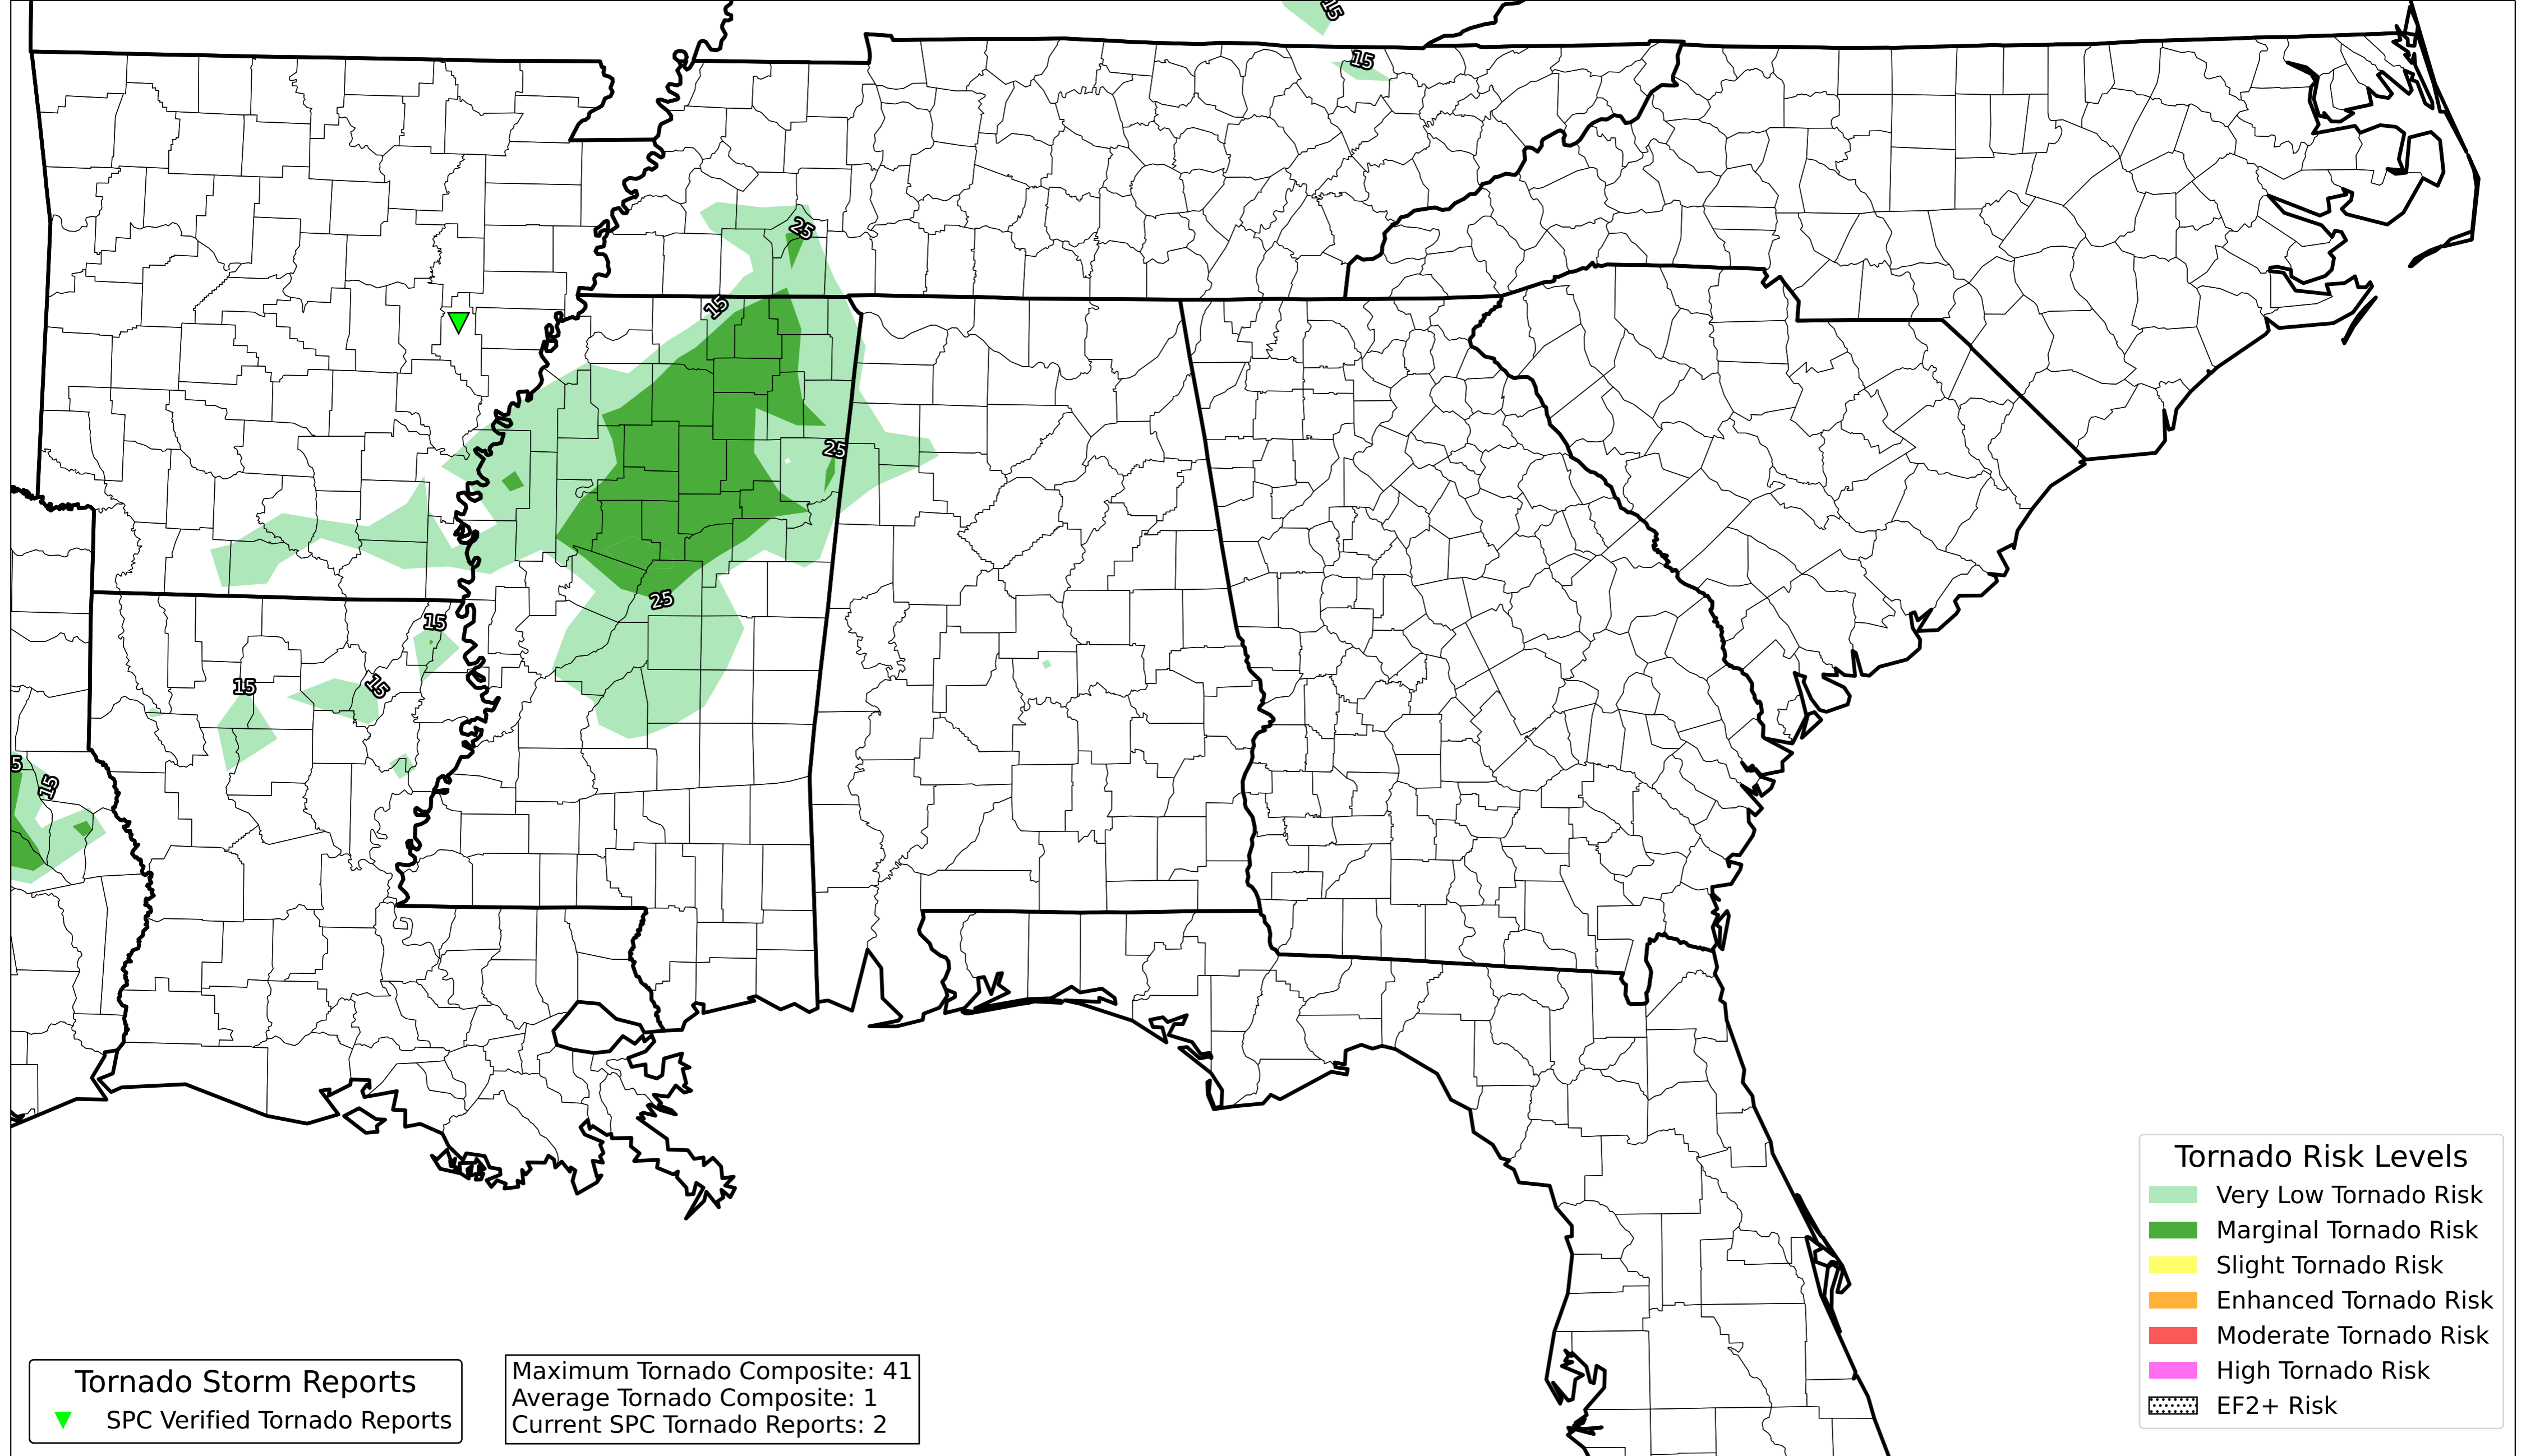 15
15
25
15
25
25
15
15
15
5
15
Tornado Risk Levels
Very Low Tornado Risk
Marginal Tornado Risk
Slight Tornado Risk
Enhanced Tornado Risk
Moderate Tornado Risk
High Tornado Risk
EF2+ Risk
Tornado Storm Reports
SPC Verified Tornado Reports
Maximum Tornado Composite: 41
Average Tornado Composite: 1
Current SPC Tornado Reports: 2